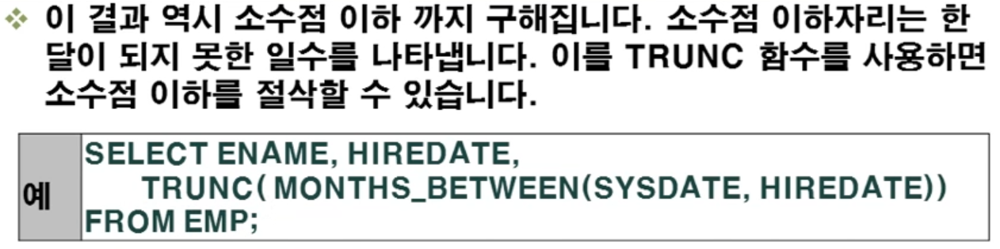 ❖ 이 결과 역시 소수점 이하 까지 구해집니다. 소수점 이하자리는 한
달이 되지 못한 일수를 나타냅니다. 이를 TRUNC 함수를 사용하면
소수점 이하를 절삭할 수 있습니다.
예
SELECT ENAME, HIREDATE,
TRUNC( MONTHS_BETWEEN(SYSDATE, HIREDATE))
FROM EMP;